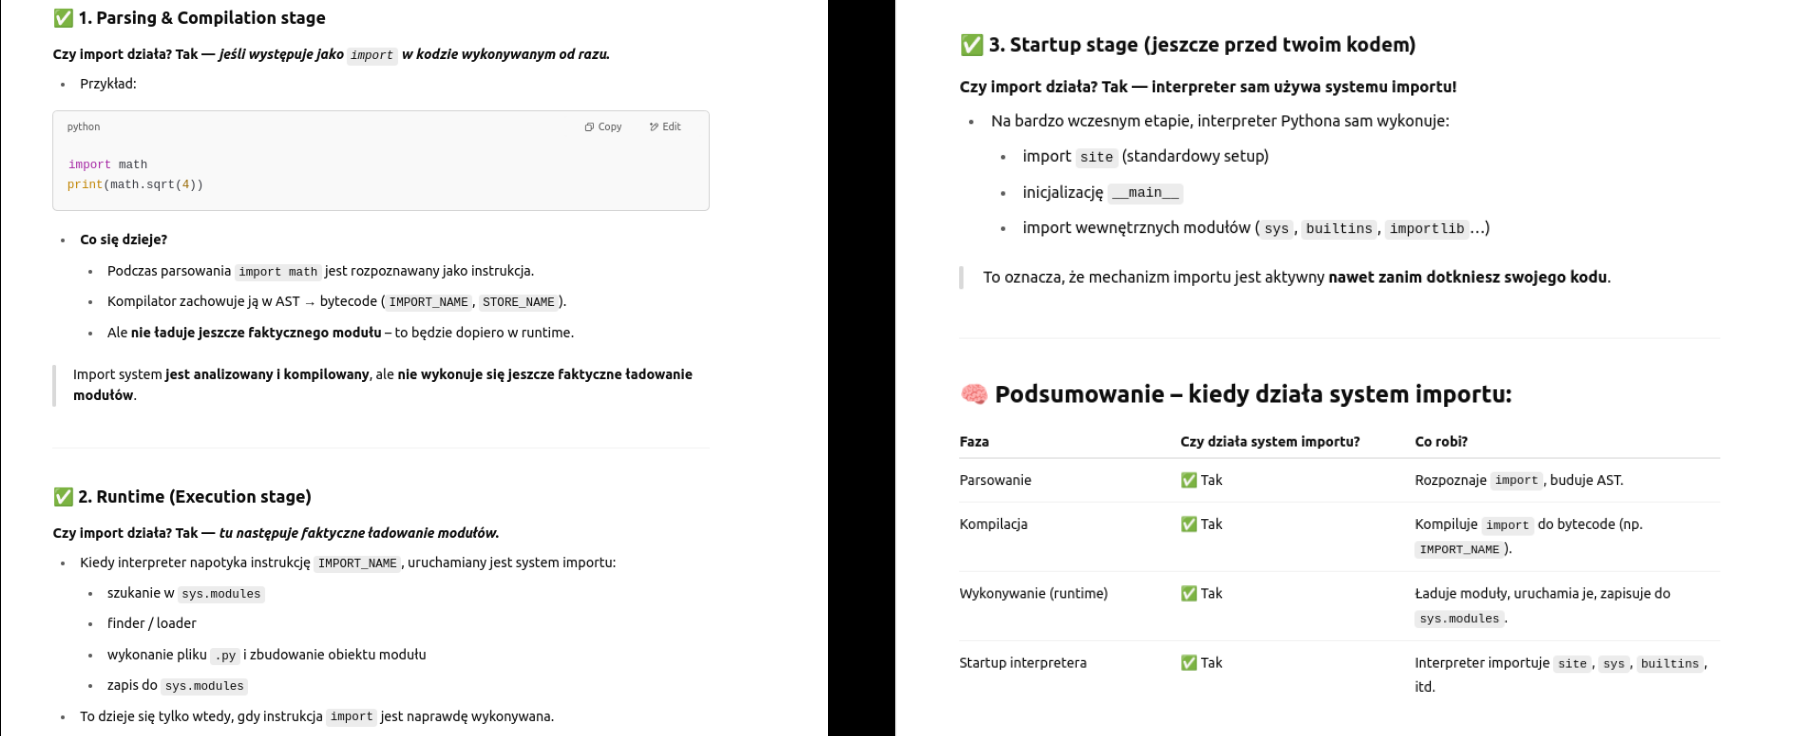 ✅ 1. Parsing & Compilation stage
Czy import działa? Tak — jeśli występuje jako import w kodzie wykonywanym od razu.
• Przykład:
python Copy Edit
import math
print(math.sqrt(4))
• Co się dzieje?
• Podczas parsowania import math jest rozpoznawany jako instrukcja.
• Kompilator zachowuje ją w AST → bytecode (IMPORT_NAME, STORE_NAME).
• Ale nie ładuje jeszcze faktycznego modułu – to będzie dopiero w runtime.
Import system jest analizowany i kompilowany, ale nie wykonuje się jeszcze faktyczne ładowanie
modułów.
✅ 2. Runtime (Execution stage)
Czy import działa? Tak — tu następuje faktyczne ładowanie modułów.
• Kiedy interpreter napotyka instrukcję IMPORT_NAME, uruchamiany jest system importu:
• szukanie w sys.modules
• finder / loader
• wykonanie pliku .py i zbudowanie obiektu modułu
• zapis do sys.modules
• To dzieje się tylko wtedy, gdy instrukcja import jest naprawdę wykonywana.
✅ 3. Startup stage (jeszcze przed twoim kodem)
Czy import działa? Tak — interpreter sam używa systemu importu!
• Na bardzo wczesnym etapie, interpreter Pythona sam wykonuje:
• import site (standardowy setup)
• inicjalizację __main__
• import wewnętrznych modułów (sys, builtins, importlib…)
To oznacza, że mechanizm importu jest aktywny nawet zanim dotkniesz swojego kodu.
🧠 Podsumowanie – kiedy działa system importu:
Faza Czy działa system importu? Co robi?
Parsowanie ✅ Tak Rozpoznaje import, buduje AST.
Kompilacja ✅ Tak Kompiluje import do bytecode (np.
IMPORT_NAME).
Wykonywanie (runtime) ✅ Tak Ładuje moduły, uruchamia je, zapisuje do
sys.modules.
Startup interpretera ✅ Tak Interpreter importuje site, sys, builtins,
itd.